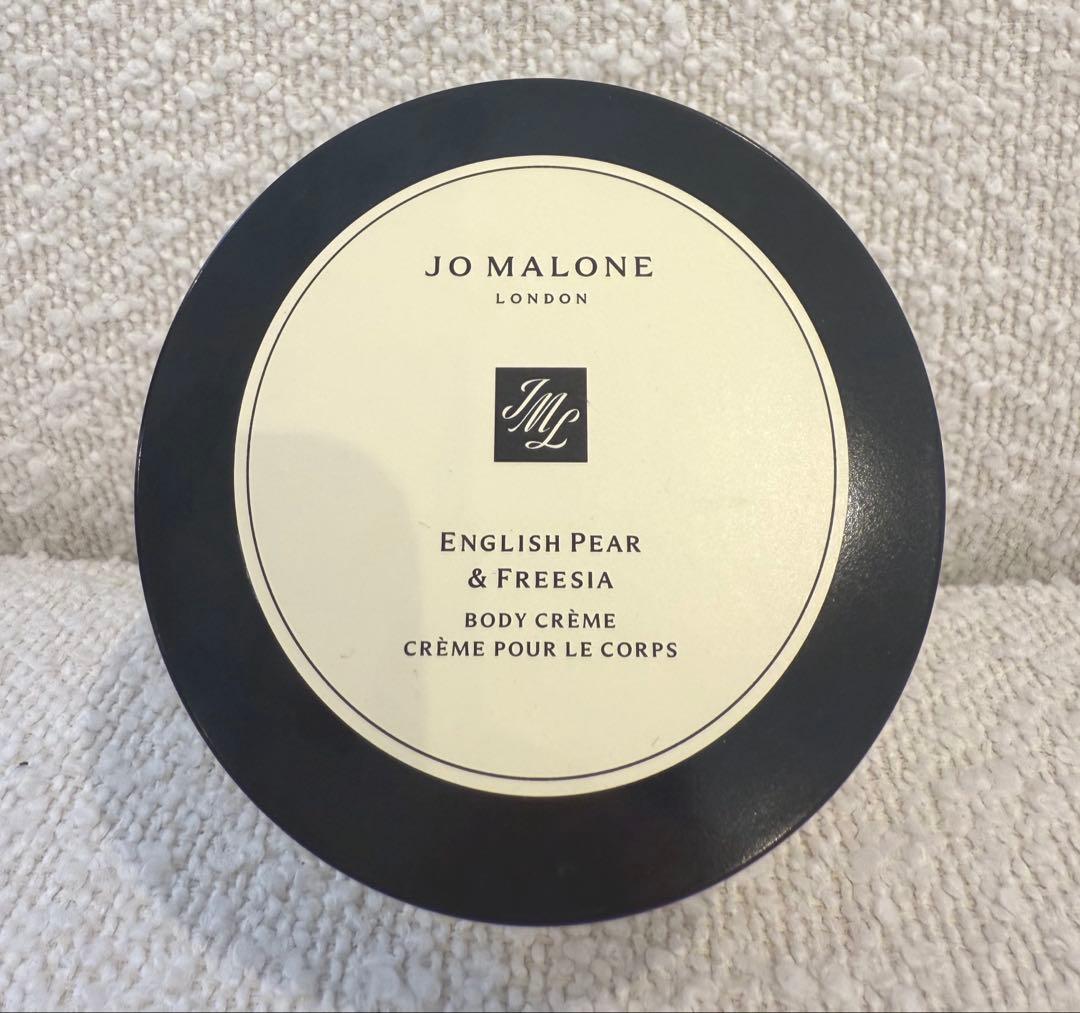 JO MALONE
LONDON
JML
ENGLISH PEAR
& FREESIA
BODY CRÈME
CRÈME POUR LE CORPS